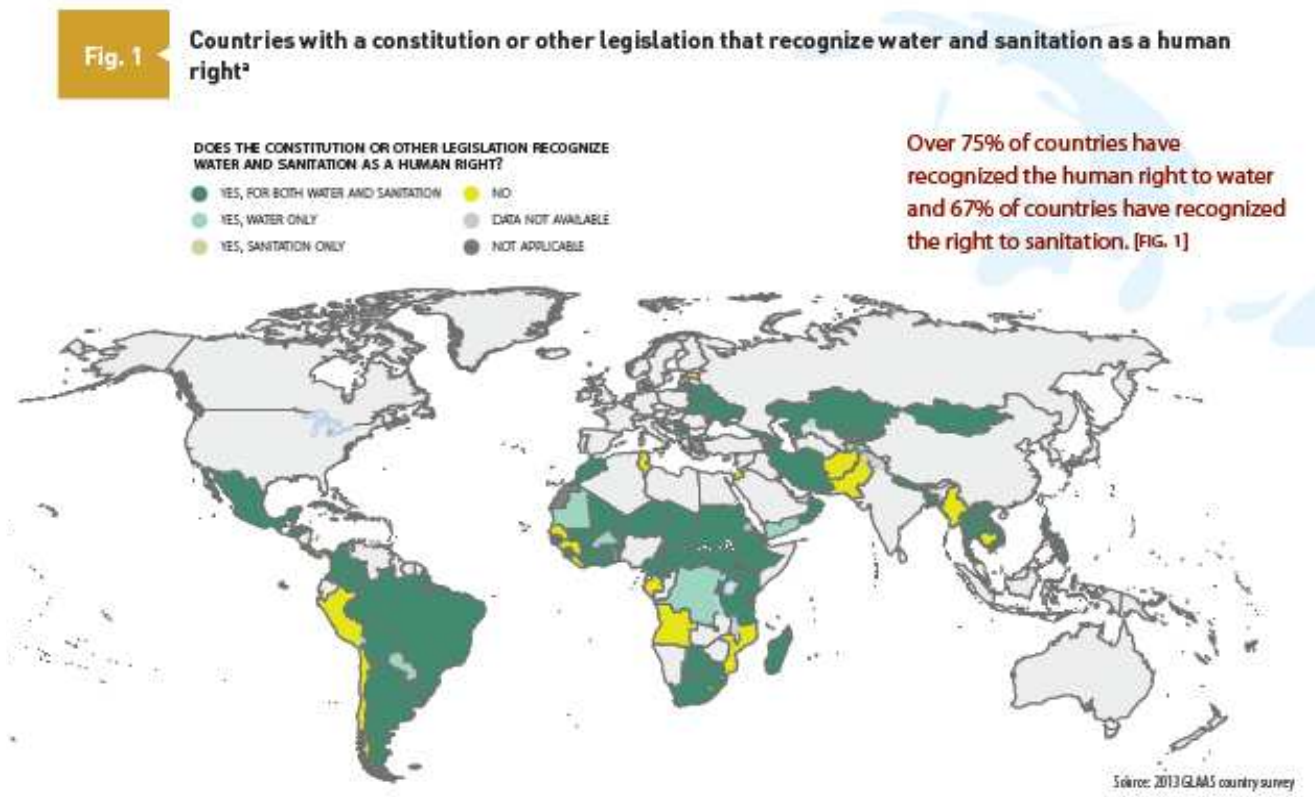 Fig. 1
Countries with a constitution or other legislation that recognize water and sanitation as a human
rightª
DOES THE CONSTITUTION OR OTHER LEGISLATION RECOGNIZE
WATER AND SANITATION AS A HUMAN RIGHT?
YES, FOR BOTH WATER AND SANITATION
YES, WATER ONLY
YES, SANITATION ONLY
NO
DATA NOT AVAILABLE
NOT APPLICABLE
Over 75% of countries have
recognized the human right to water
and 67% of countries have recognized
the right to sanitation. [FIG. 1]
Source: 2013 GLAAS country survey